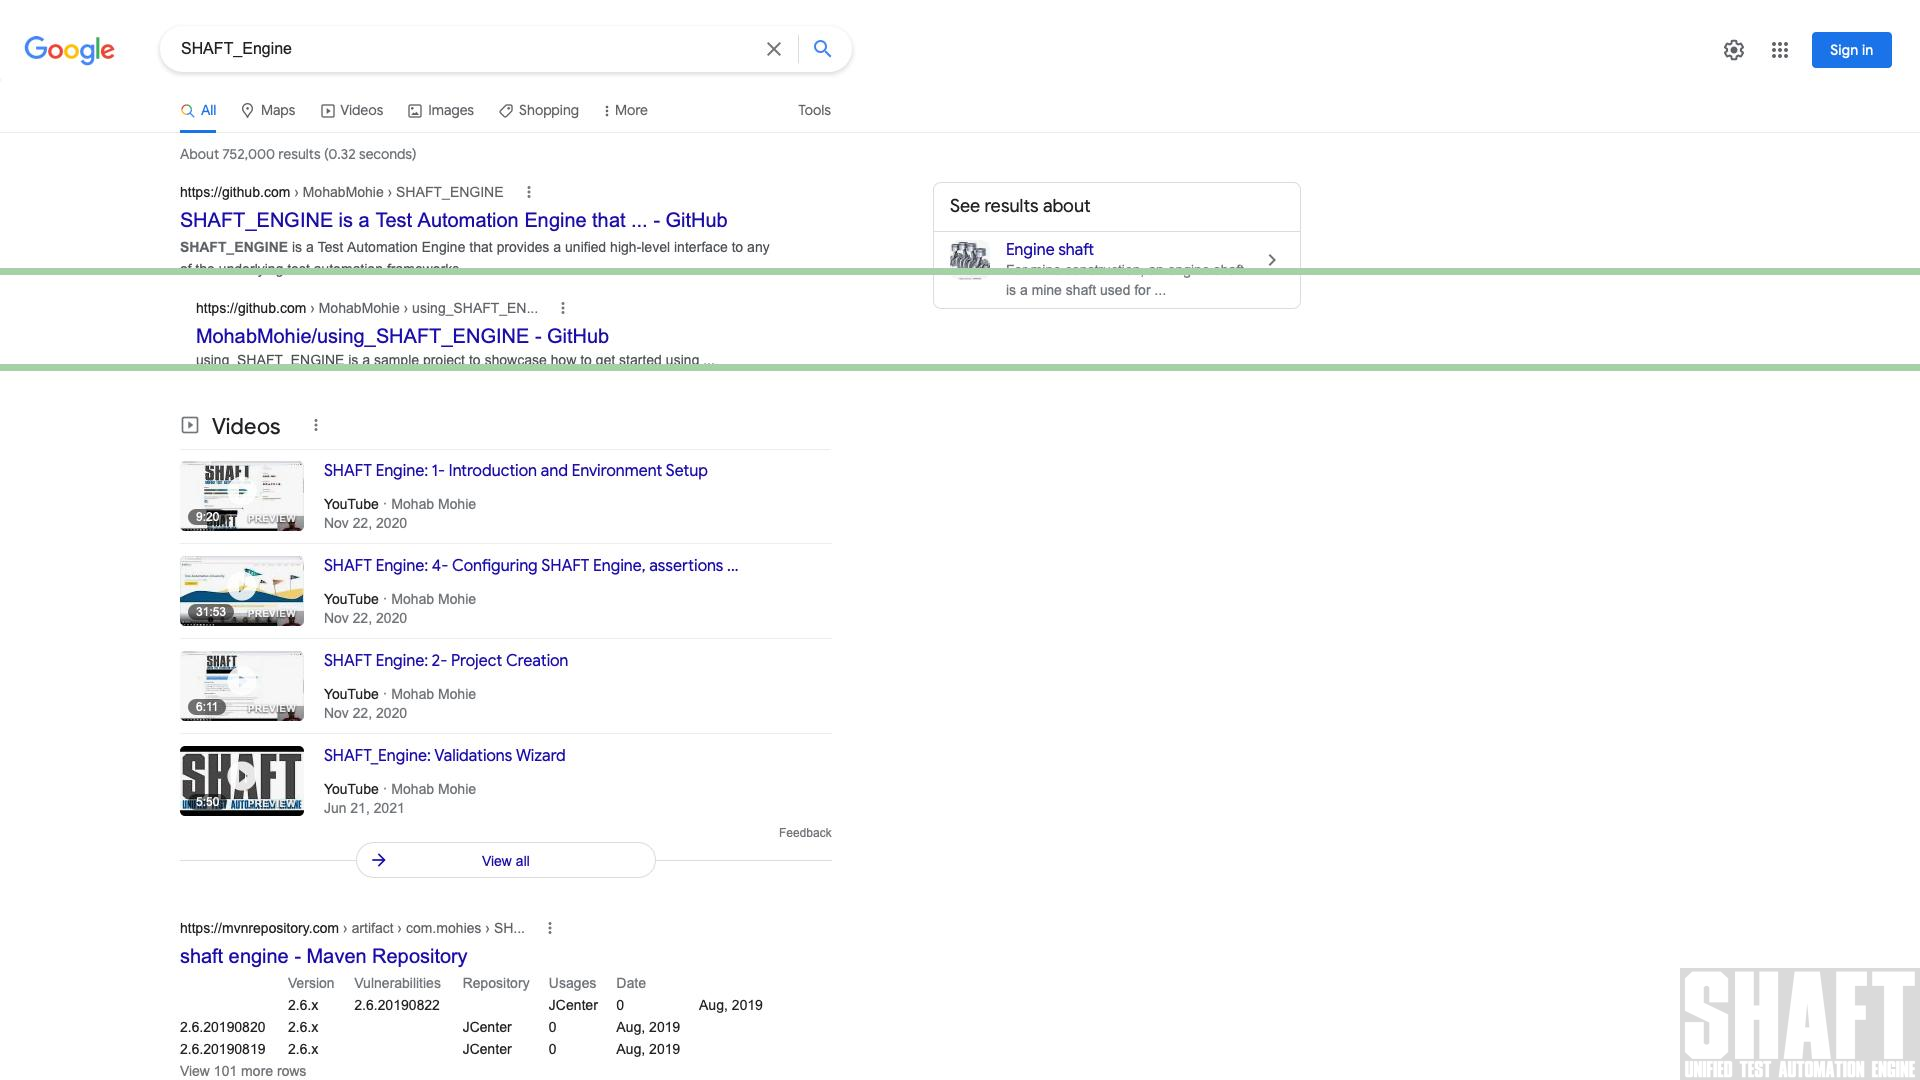 Google
SHAFT_Engine
Sign in
All
Maps
Videos
Images
Shopping
More
Tools
About 752,000 results (0.32 seconds)
https://github.com › MohabMohie › SHAFT_ENGINE
SHAFT_ENGINE is a Test Automation Engine that ... - GitHub
SHAFT_ENGINE is a Test Automation Engine that provides a unified high-level interface to any
of the underlying test automation frameworks.
See results about
Engine shaft
For mine construction, an engine shaft
is a mine shaft used for ...
https://github.com › MohabMohie › using_SHAFT_EN...
MohabMohie/using_SHAFT_ENGINE - GitHub
using_SHAFT_ENGINE is a sample project to showcase how to get started using ...
Videos
SHAFT
9:20
PREVIEW
SHAFT Engine: 1- Introduction and Environment Setup
YouTube · Mohab Mohie
Nov 22, 2020
31:53
PREVIEW
SHAFT Engine: 4- Configuring SHAFT Engine, assertions ...
YouTube · Mohab Mohie
Nov 22, 2020
SHAFT
6:11
PREVIEW
SHAFT Engine: 2- Project Creation
YouTube · Mohab Mohie
Nov 22, 2020
SHAFT
UNIFIED TEST AUTOMATION ENGINE
5:50
PREVIEW
SHAFT_Engine: Validations Wizard
YouTube · Mohab Mohie
Jun 21, 2021
Feedback
View all
https://mvnrepository.com › artifact › com.mohies › SH...
shaft engine - Maven Repository
Version Vulnerabilities Repository Usages Date
2.6.x 2.6.20190822 JCenter 0 Aug, 2019
2.6.20190820 2.6.x JCenter 0 Aug, 2019
2.6.20190819 2.6.x JCenter 0 Aug, 2019
View 101 more rows
SHAFT
UNIFIED TEST AUTOMATION ENGINE